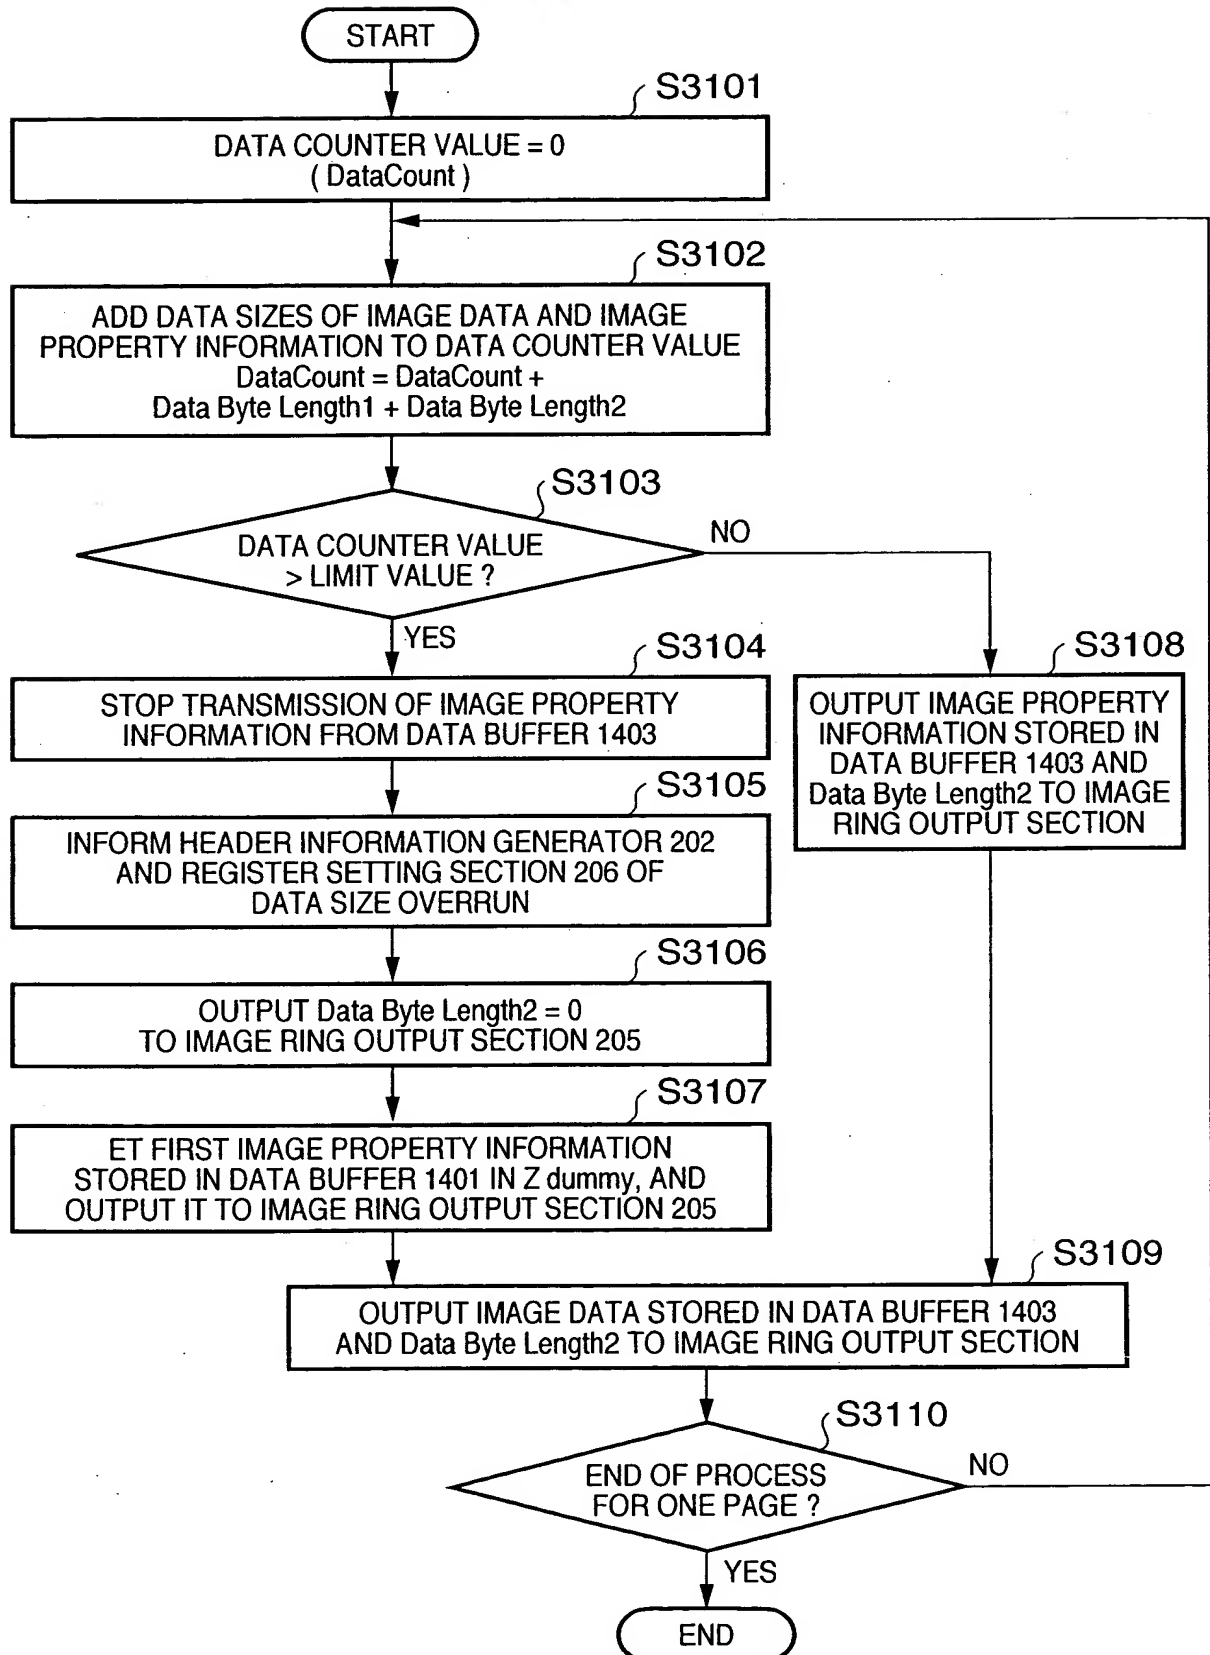 START
S3101
DATA COUNTER VALUE = 0
( DataCount )
S3102
ADD DATA SIZES OF IMAGE DATA AND IMAGE
PROPERTY INFORMATION TO DATA COUNTER VALUE
DataCount = DataCount +
Data Byte Length1 + Data Byte Length2
S3103
DATA COUNTER VALUE
> LIMIT VALUE ?
NO
YES
S3104
STOP TRANSMISSION OF IMAGE PROPERTY
INFORMATION FROM DATA BUFFER 1403
S3108
OUTPUT IMAGE PROPERTY
INFORMATION STORED IN
DATA BUFFER 1403 AND
Data Byte Length2 TO IMAGE
RING OUTPUT SECTION
S3105
INFORM HEADER INFORMATION GENERATOR 202
AND REGISTER SETTING SECTION 206 OF
DATA SIZE OVERRUN
S3106
OUTPUT Data Byte Length2 = 0
TO IMAGE RING OUTPUT SECTION 205
S3107
ET FIRST IMAGE PROPERTY INFORMATION
STORED IN DATA BUFFER 1401 IN Z dummy, AND
OUTPUT IT TO IMAGE RING OUTPUT SECTION 205
S3109
OUTPUT IMAGE DATA STORED IN DATA BUFFER 1403
AND Data Byte Length2 TO IMAGE RING OUTPUT SECTION
S3110
END OF PROCESS
FOR ONE PAGE ?
NO
YES
END